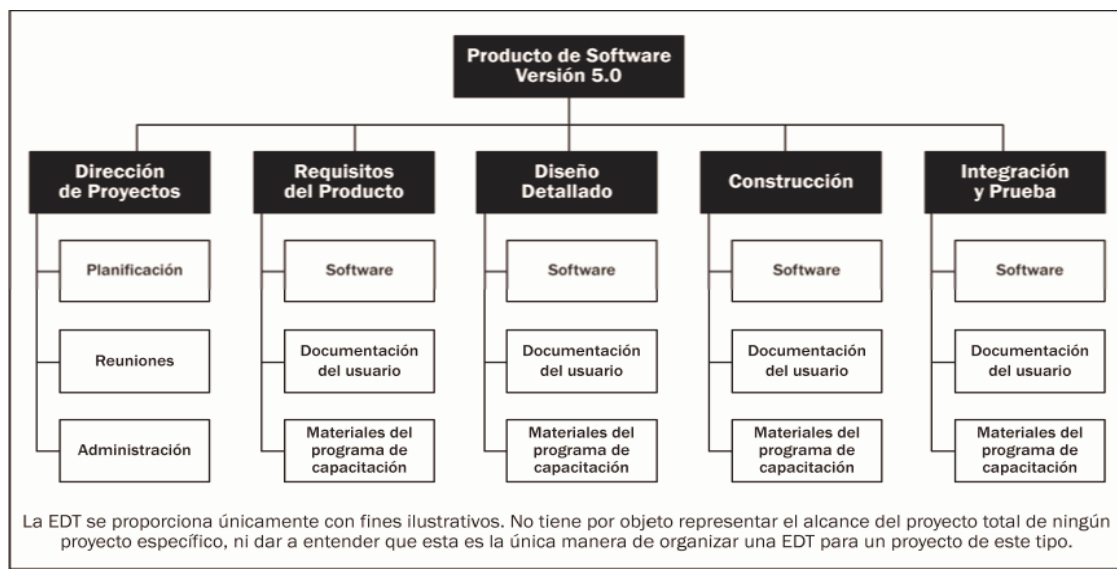 Producto de Software
Versión 5.0
Dirección
de Proyectos
Requisitos
del Producto
Diseño
Detallado
Construcción
Integración
y Prueba
Planificación
Software
Software
Software
Software
Reuniones
Documentación
del usuario
Documentación
del usuario
Documentación
del usuario
Documentación
del usuario
Administración
Materiales del
programa de
capacitación
Materiales del
programa de
capacitación
Materiales del
programa de
capacitación
Materiales del
programa de
capacitación
La EDT se proporciona únicamente con fines ilustrativos. No tiene por objeto representar el alcance del proyecto total de ningún
proyecto específico, ni dar a entender que esta es la única manera de organizar una EDT para un proyecto de este tipo.